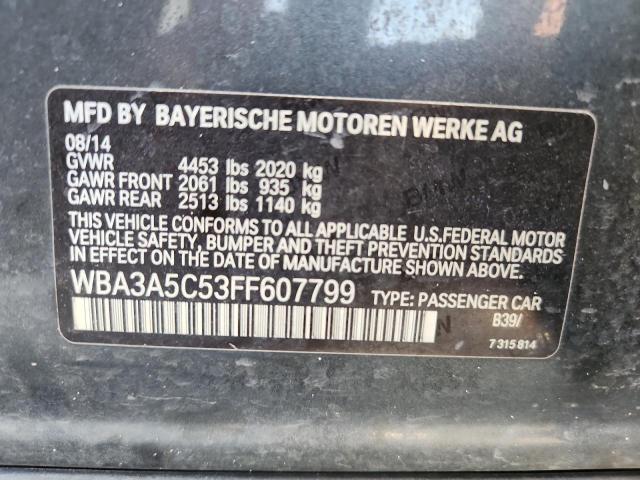 MFD BY BAYERISCHE MOTOREN WERKE AG
08/14
GVWR 4453 lbs 2020 kg
GAWR FRONT 2061 lbs 935 kg
GAWR REAR 2513 lbs 1140 kg
THIS VEHICLE CONFORMS TO ALL APPLICABLE U.S.FEDERAL MOTOR
VEHICLE SAFETY, BUMPER AND THEFT PREVENTION STANDARDS
IN EFFECT ON THE DATE OF MANUFACTURE SHOWN ABOVE.
WBA3A5C53FF607799 TYPE: PASSENGER CAR
B39/
7 315 814